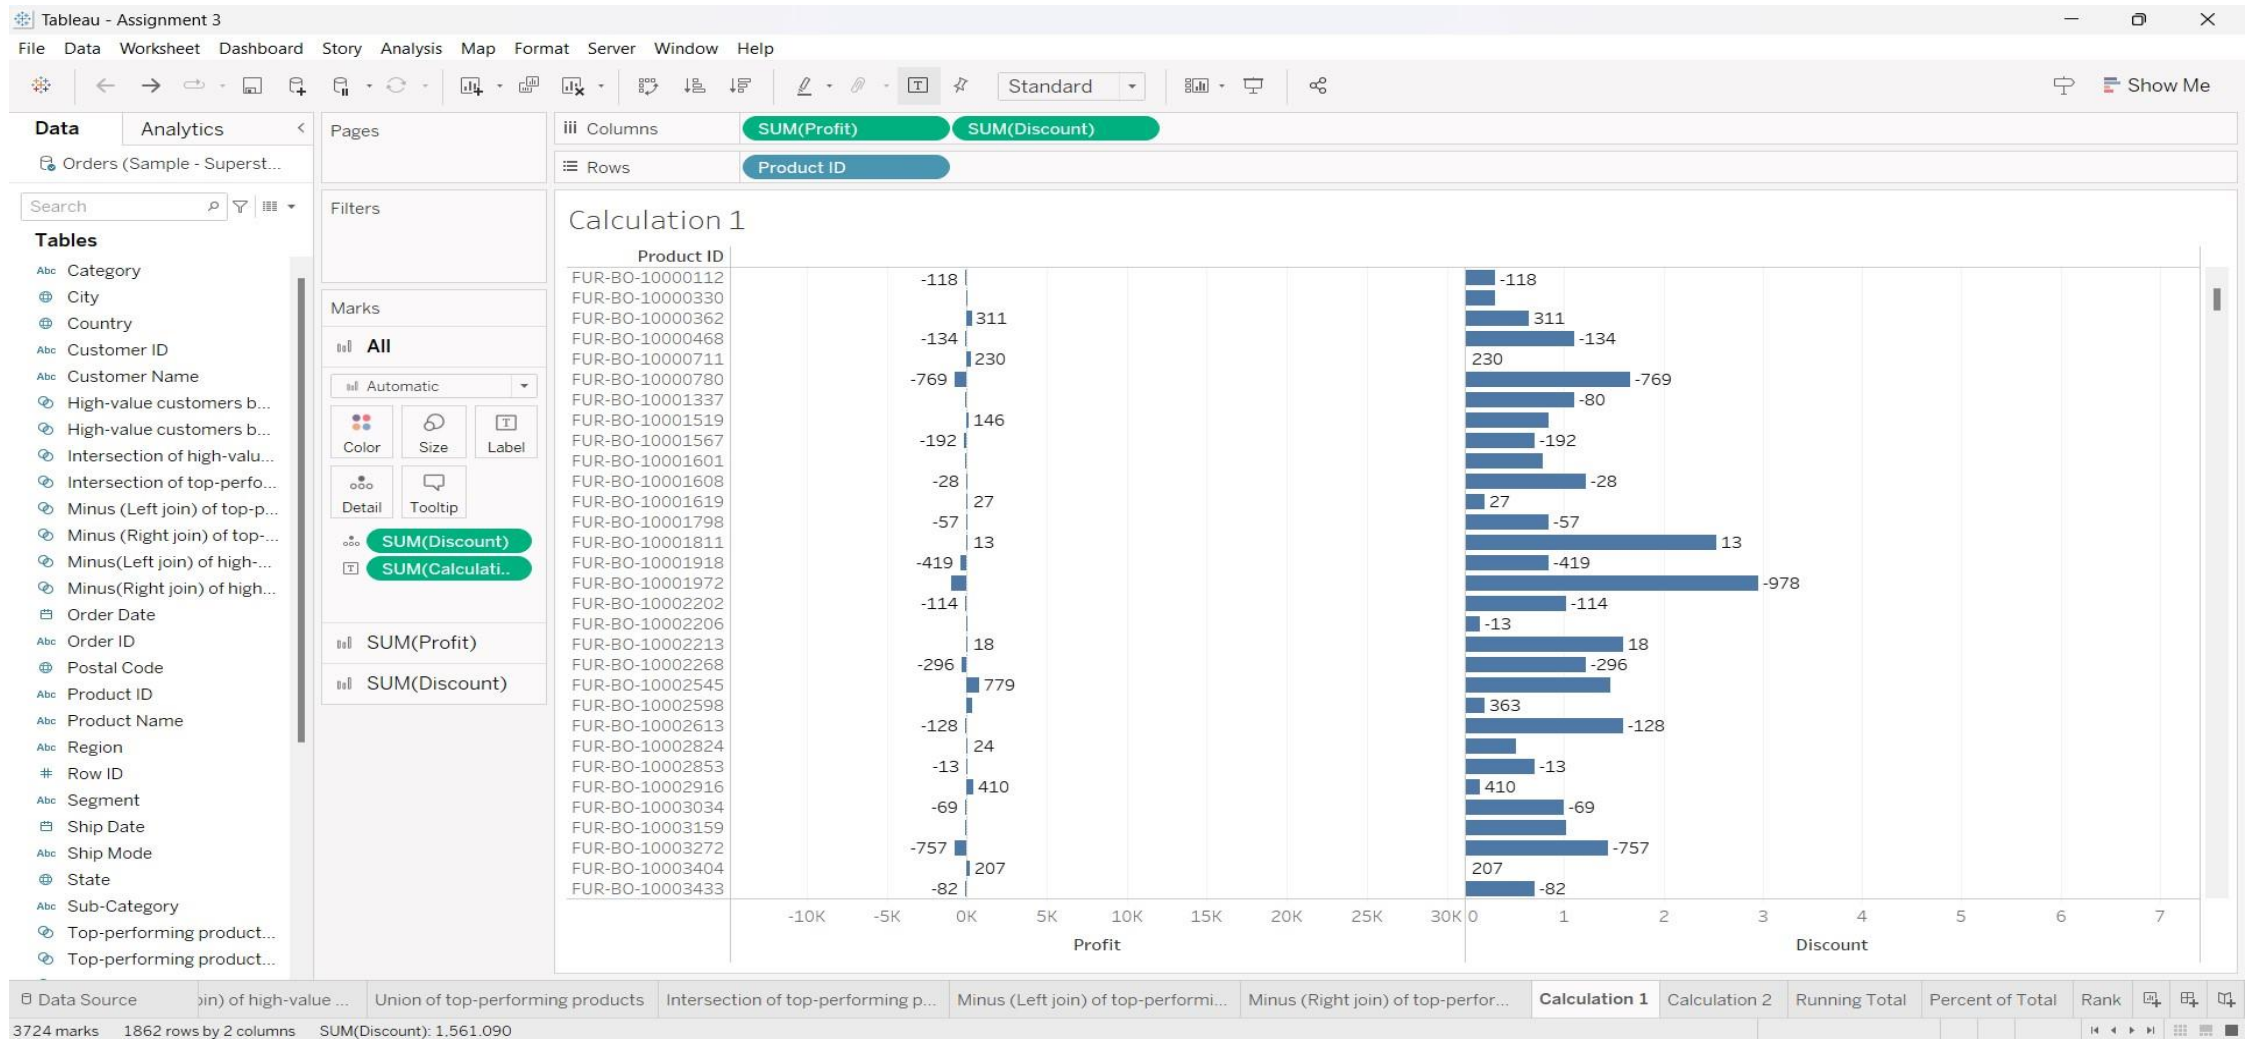 Tableau - Assignment 3
File Data Worksheet Dashboard Story Analysis Map Format Server Window Help
Standard
Show Me
Data Analytics
Orders (Sample - Superst...
Search
Tables
Abc Category
City
Country
Abc Customer ID
Abc Customer Name
High-value customers b...
High-value customers b...
Intersection of high-valu...
Intersection of top-perfo...
Minus (Left join) of top-p...
Minus (Right join) of top-...
Minus(Left join) of high-...
Minus(Right join) of high...
Order Date
Abc Order ID
Postal Code
Abc Product ID
Abc Product Name
Abc Region
# Row ID
Abc Segment
Ship Date
Abc Ship Mode
State
Abc Sub-Category
Top-performing product...
Top-performing product...
Pages
Filters
Marks
All
Automatic
Color Size Label
Detail Tooltip
SUM(Discount)
SUM(Calculati..
SUM(Profit)
SUM(Discount)
Columns SUM(Profit) SUM(Discount)
Rows Product ID
Calculation 1
Product ID
FUR-BO-10000112 -118 -118
FUR-BO-10000330
FUR-BO-10000362 311 311
FUR-BO-10000468 -134 -134
FUR-BO-10000711 230 230
FUR-BO-10000780 -769 -769
FUR-BO-10001337 -80
FUR-BO-10001519 146
FUR-BO-10001567 -192 -192
FUR-BO-10001601
FUR-BO-10001608 -28 -28
FUR-BO-10001619 27 27
FUR-BO-10001798 -57 -57
FUR-BO-10001811 13 13
FUR-BO-10001918 -419 -419
FUR-BO-10001972 -978
FUR-BO-10002202 -114 -114
FUR-BO-10002206 -13
FUR-BO-10002213 18 18
FUR-BO-10002268 -296 -296
FUR-BO-10002545 779
FUR-BO-10002598 363
FUR-BO-10002613 -128 -128
FUR-BO-10002824 24
FUR-BO-10002853 -13 -13
FUR-BO-10002916 410 410
FUR-BO-10003034 -69 -69
FUR-BO-10003159
FUR-BO-10003272 -757 -757
FUR-BO-10003404 207 207
FUR-BO-10003433 -82 -82
-10K -5K 0K 5K 10K 15K 20K 25K 30K 0 1 2 3 4 5 6 7
Profit Discount
Data Source oin) of high-value ... Union of top-performing products Intersection of top-performing p... Minus (Left join) of top-performi... Minus (Right join) of top-perfor... Calculation 1 Calculation 2 Running Total Percent of Total Rank
3724 marks 1862 rows by 2 columns SUM(Discount): 1,561.090